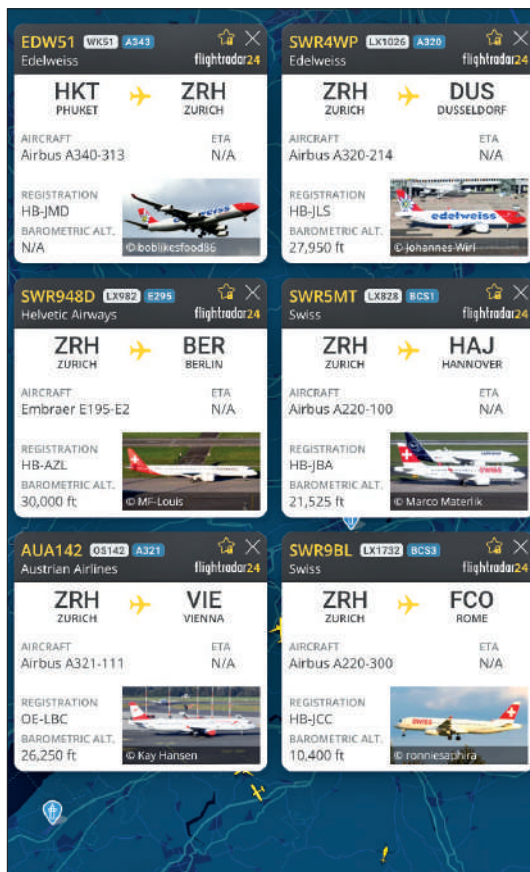 EDW51 WK51 A343
Edelweiss flightradar24
HKT ZRH
PHUKET ZURICH
AIRCRAFT ETA
Airbus A340-313 N/A
REGISTRATION
HB-JMD
BAROMETRIC ALT.
N/A
edelweiss
© boblikesfood86
SWR4WP LX1026 A320
Edelweiss flightradar24
ZRH DUS
ZURICH DUSSELDORF
AIRCRAFT ETA
Airbus A320-214 N/A
REGISTRATION
HB-JLS
BAROMETRIC ALT.
27,950 ft
edelweiss
© Johannes Wirl
SWR948D LX982 E295
Helvetic Airways flightradar24
ZRH BER
ZURICH BERLIN
AIRCRAFT ETA
Embraer E195-E2 N/A
REGISTRATION
HB-AZL
BAROMETRIC ALT.
30,000 ft
© MF-Louis
SWR5MT LX828 BCS1
Swiss flightradar24
ZRH HAJ
ZURICH HANNOVER
AIRCRAFT ETA
Airbus A220-100 N/A
REGISTRATION
HB-JBA
BAROMETRIC ALT.
21,525 ft
SWISS
© Marco Materlik
AUA142 OS142 A321
Austrian Airlines flightradar24
ZRH VIE
ZURICH VIENNA
AIRCRAFT ETA
Airbus A321-111 N/A
REGISTRATION
OE-LBC
BAROMETRIC ALT.
26,250 ft
© Kay Hansen
SWR9BL LX1732 BCS3
Swiss flightradar24
ZRH FCO
ZURICH ROME
AIRCRAFT ETA
Airbus A220-300 N/A
REGISTRATION
HB-JCC
BAROMETRIC ALT.
10,400 ft
SWISS
© ronniesaphira